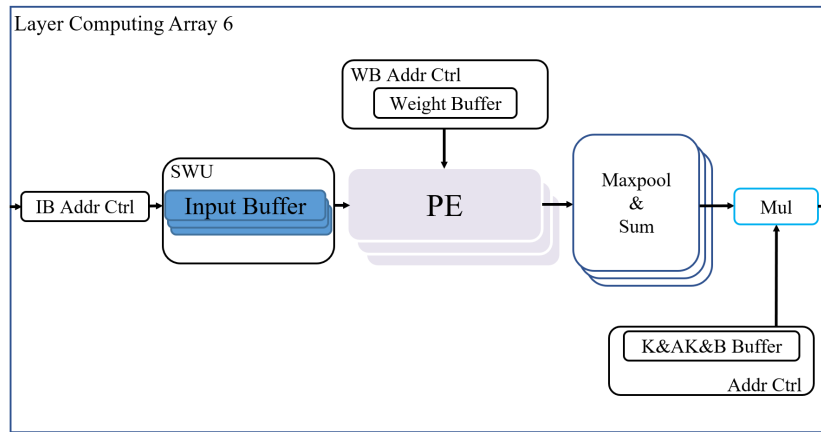 Layer Computing Array 6
WB Addr Ctrl
Weight Buffer
SWU
IB Addr Ctrl
Input Buffer
PE
Maxpool
&
Sum
Mul
K&AK&B Buffer
Addr Ctrl